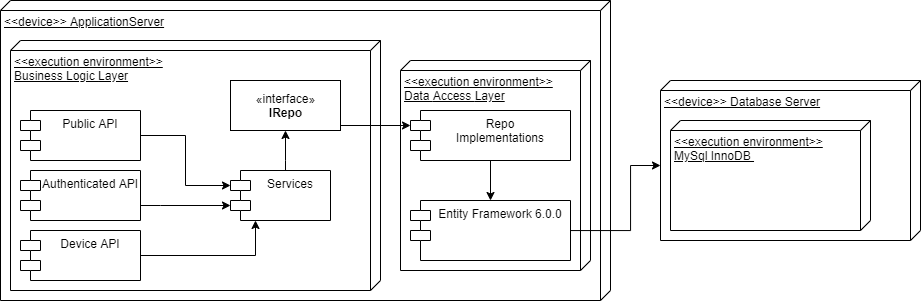 <<device>> ApplicationServer
<<execution environment>>
Business Logic Layer
Public API
Authenticated API
Device API
«interface»
IRepo
Services
<<execution environment>>
Data Access Layer
Repo
Implementations
Entity Framework 6.0.0
<<device>> Database Server
<<execution environment>>
MySql InnoDB